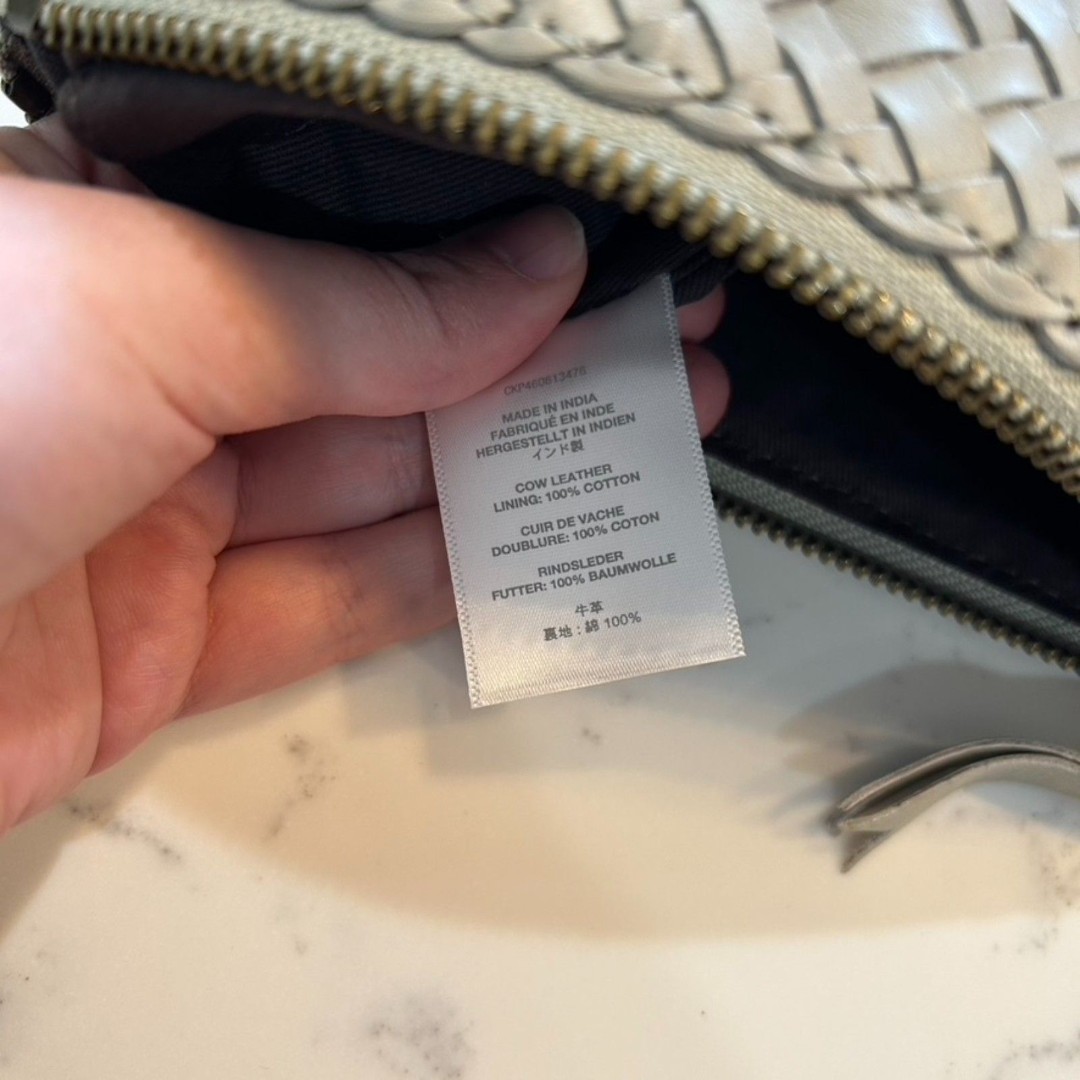 CKP460613476
MADE IN INDIA
FABRIQUÉ EN INDE
HERGESTELLT IN INDIEN
インド製
COW LEATHER
LINING: 100% COTTON
CUIR DE VACHE
DOUBLURE: 100% COTON
RINDSLEDER
FUTTER: 100% BAUMWOLLE
牛革
裏地 : 綿 100%